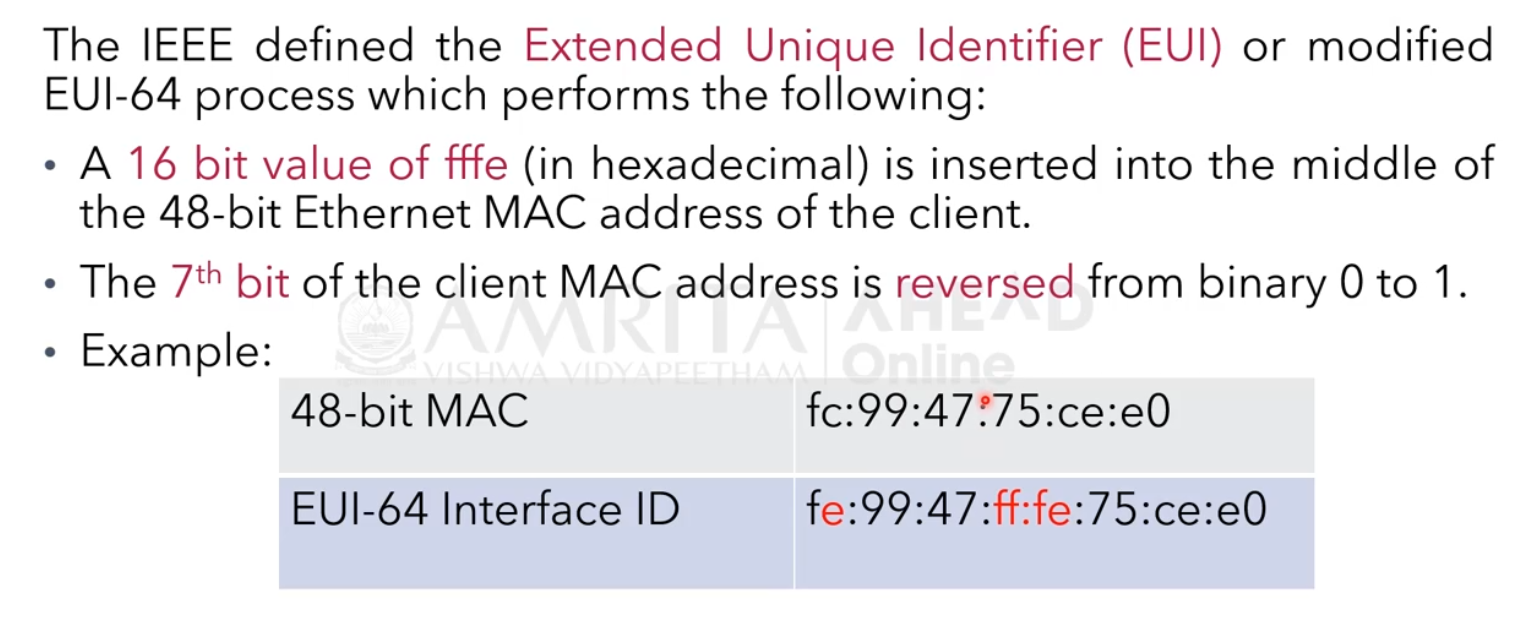 The IEEE defined the Extended Unique Identifier (EUI) or modified
EUI-64 process which performs the following:
• A 16 bit value of fffe (in hexadecimal) is inserted into the middle of
the 48-bit Ethernet MAC address of the client.
• The 7th bit of the client MAC address is reversed from binary 0 to 1.
• Example:
AMRITA AHEAD
VISHWA VIDYAPEETHAM Online
48-bit MAC fc:99:47:75:ce:e0
EUI-64 Interface ID fe:99:47:ff:fe:75:ce:e0